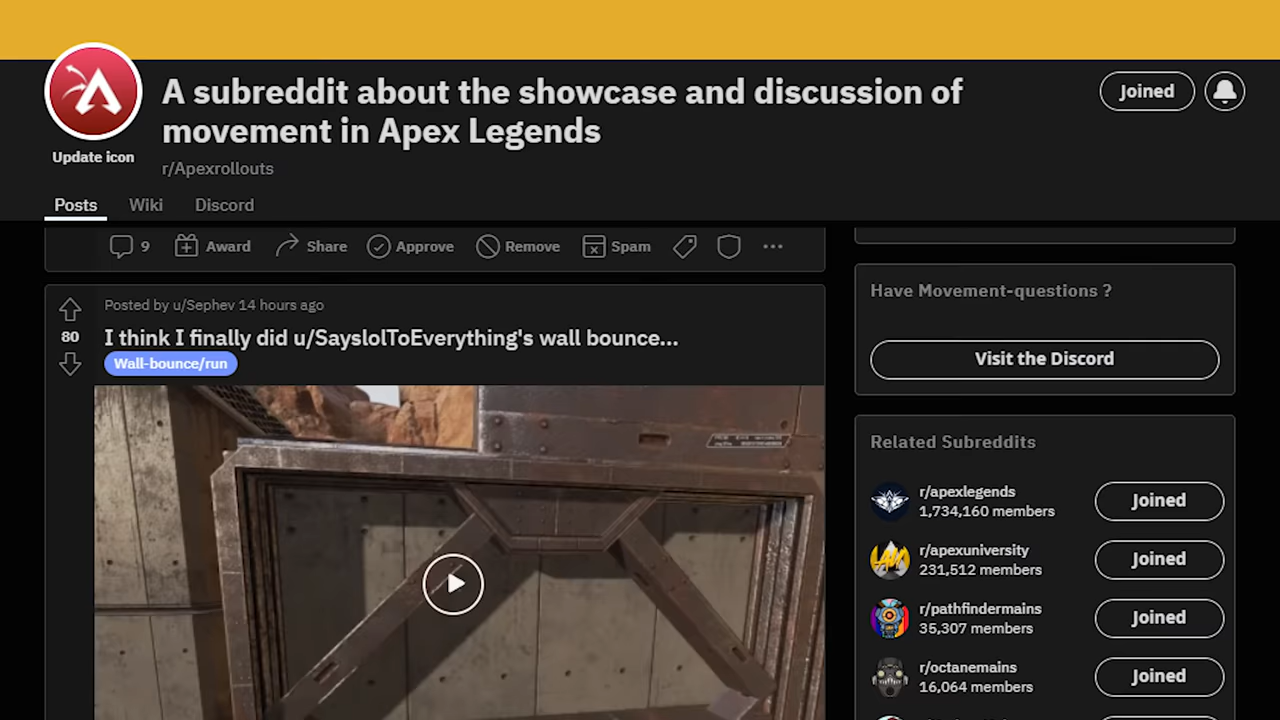 A subreddit about the showcase and discussion of
movement in Apex Legends
Joined
Update icon
r/Apexrollouts
Posts
Wiki
Discord
9
Award
Share
Approve
Remove
Spam
Posted by u/Sephev 14 hours ago
80
I think I finally did u/SayslolToEverything's wall bounce...
Wall-bounce/run
Have Movement-questions ?
Visit the Discord
Related Subreddits
r/apexlegends
1,734,160 members
Joined
r/apexuniversity
231,512 members
Joined
r/pathfindermains
35,307 members
Joined
r/octanemains
16,064 members
Joined